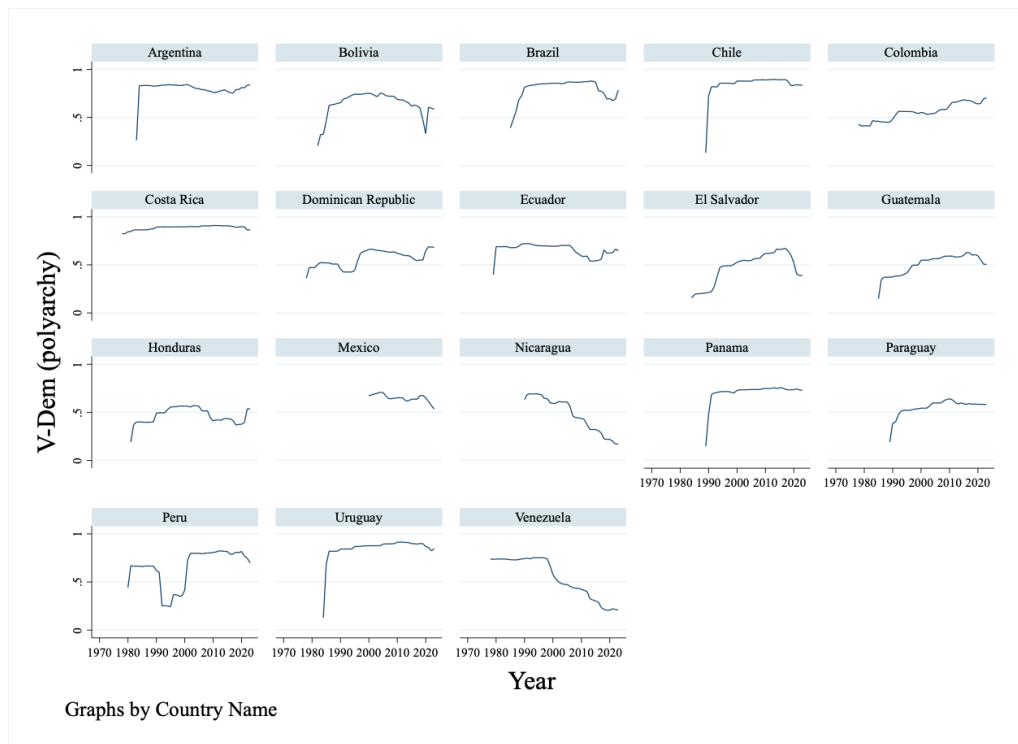 Argentina
Bolivia
Brazil
Chile
Colombia
1
.5
0
Costa Rica
Dominican Republic
Ecuador
El Salvador
Guatemala
1
.5
0
Honduras
Mexico
Nicaragua
Panama
Paraguay
1
.5
0
1970 1980 1990 2000 2010 2020
1970 1980 1990 2000 2010 2020
Peru
Uruguay
Venezuela
1
.5
0
1970 1980 1990 2000 2010 2020
1970 1980 1990 2000 2010 2020
1970 1980 1990 2000 2010 2020
V-Dem (polyarchy)
Year
Graphs by Country Name